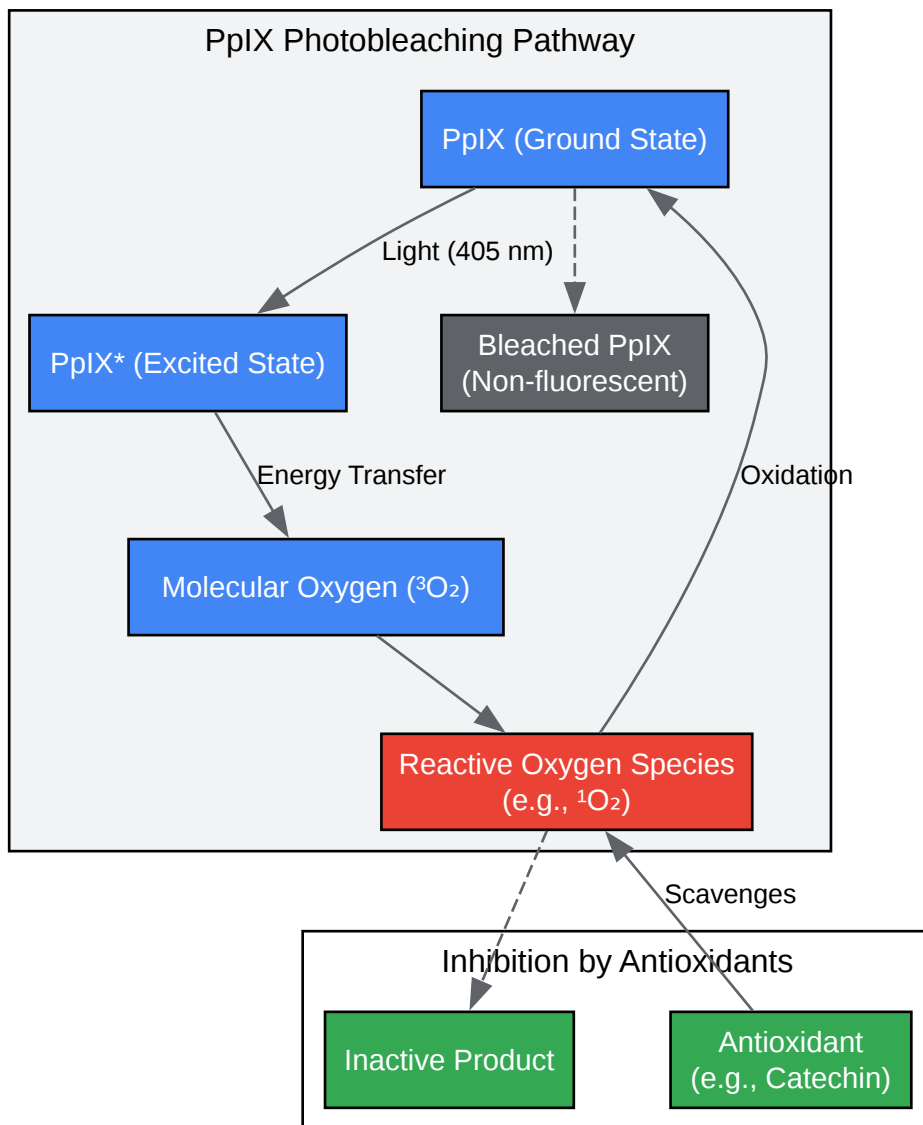 PpIX Photobleaching Pathway
PpIX (Ground State)
Light (405 nm)
PpIX* (Excited State)
Bleached PpIX
(Non-fluorescent)
Energy Transfer
Oxidation
Molecular Oxygen (³O₂)
Reactive Oxygen Species
(e.g., ¹O₂)
Scavenges
Inhibition by Antioxidants
Inactive Product
Antioxidant
(e.g., Catechin)